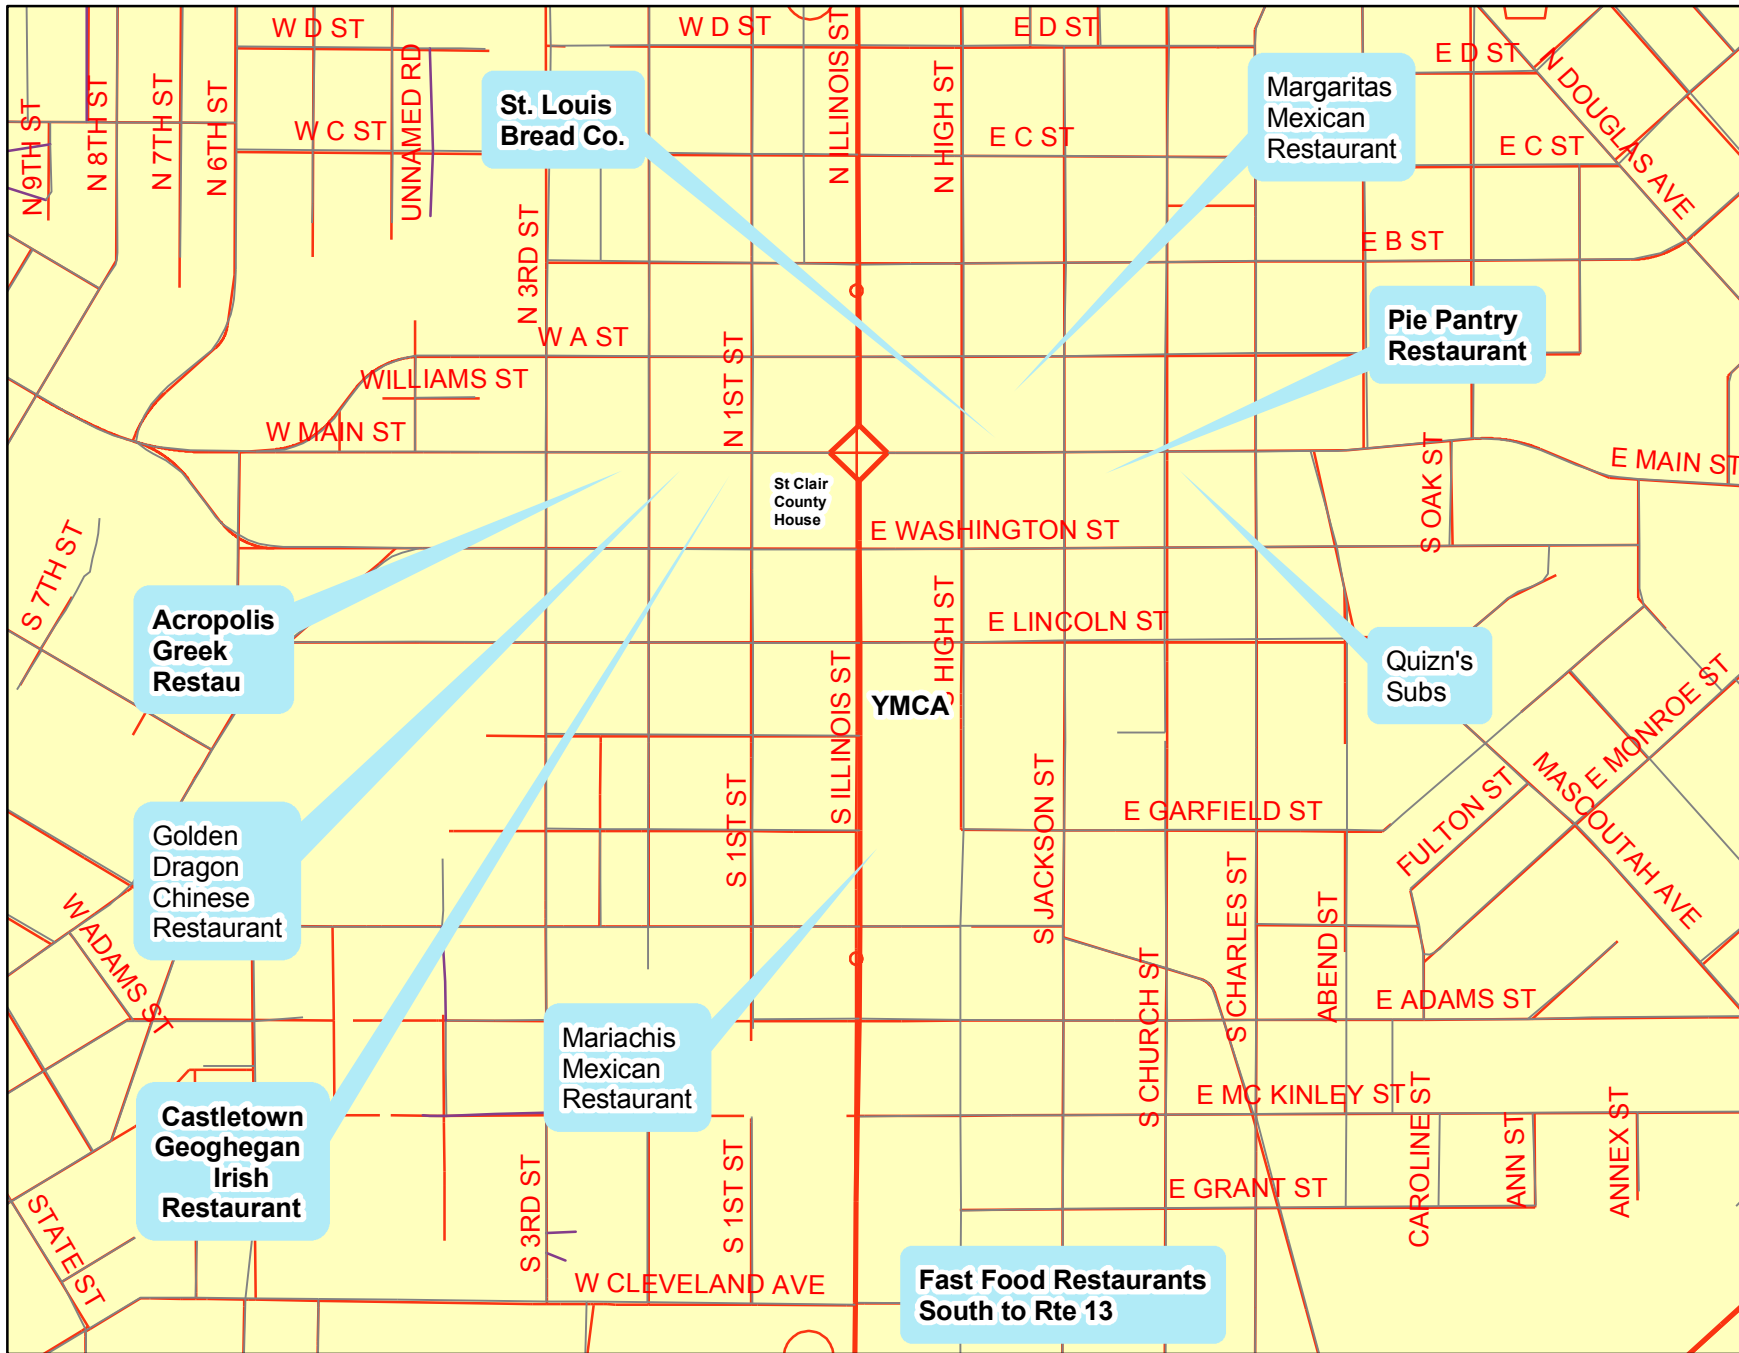 W D ST
W D ST
E D ST
E D ST
N 9TH ST
N 8TH ST
N 7TH ST
N 6TH ST
UNNAMED RD
N ILLINOIS ST
N HIGH ST
N DOUGLAS AVE
St. Louis
Bread Co.
Margaritas
Mexican
Restaurant
W C ST
E C ST
E C ST
N 3RD ST
E B ST
Pie Pantry
Restaurant
W A ST
N 1ST ST
WILLIAMS ST
W MAIN ST
E MAIN ST
St Clair
County
House
S OAK ST
E WASHINGTON ST
S 7TH ST
Acropolis
Greek
Restau
S HIGH ST
E LINCOLN ST
Quizn's
Subs
S ILLINOIS ST
YMCA
E MONROE ST
MASCOUTAH AVE
FULTON ST
S 1ST ST
S JACKSON ST
E GARFIELD ST
Golden
Dragon
Chinese
Restaurant
W ADAMS ST
S CHARLES ST
ABEND ST
S CHURCH ST
E ADAMS ST
Mariachis
Mexican
Restaurant
E MC KINLEY ST
Castletown
Geoghegan
Irish
Restaurant
CAROLINE ST
ANN ST
ANNEX ST
S 3RD ST
S 1ST ST
E GRANT ST
STATE ST
W CLEVELAND AVE
Fast Food Restaurants
South to Rte 13